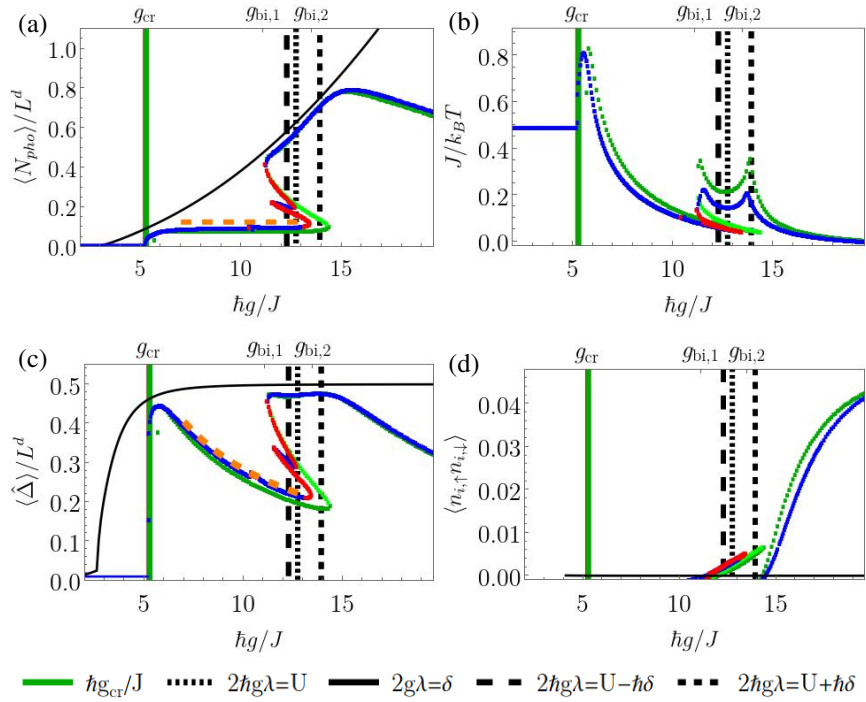 (a)
g_cr g_bi,1 g_bi,2
⟨N_pho⟩/L^d
1.0
0.8
0.6
0.4
0.2
0.0
5 10 15
ħg/J
(b)
g_cr g_bi,1 g_bi,2
J/k_BT
0.8
0.4
0.0
5 10 15
ħg/J
(c)
g_cr g_bi,1 g_bi,2
⟨Δ̂⟩/L^d
0.5
0.4
0.3
0.2
0.1
0.0
5 10 15
ħg/J
(d)
g_cr g_bi,1 g_bi,2
⟨n_i,↑n_i,↓⟩
0.04
0.03
0.02
0.01
0.00
5 10 15
ħg/J
ħg_cr/J 2ħgλ=U 2gλ=δ 2ħgλ=U−ħδ 2ħgλ=U+ħδ